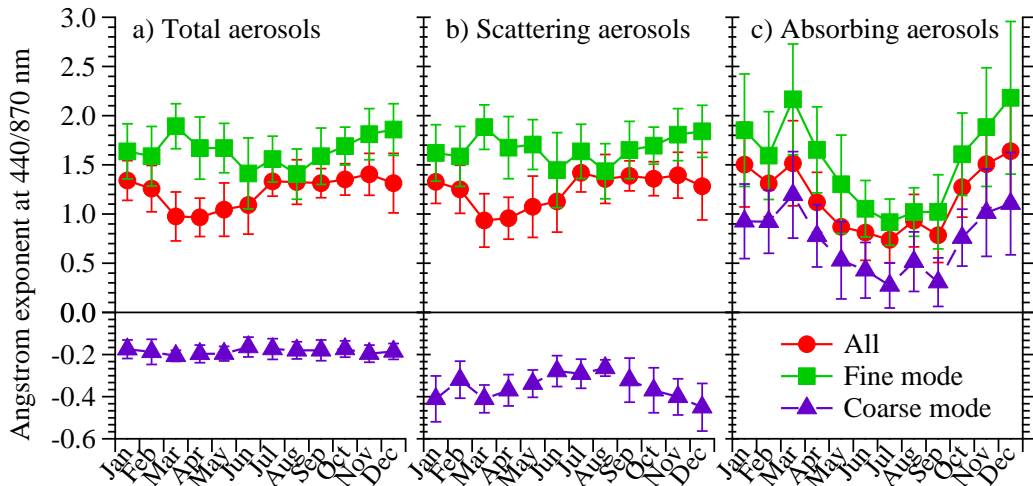 Angstrom exponent at 440/870 nm
3.0
2.5
2.0
1.5
1.0
0.5
0.0
-0.2
-0.4
-0.6
a) Total aerosols
b) Scattering aerosols
c) Absorbing aerosols
All
Fine mode
Coarse mode
Jan Feb Mar Apr May Jun Jul Aug Sep Oct Nov Dec
Jan Feb Mar Apr May Jun Jul Aug Sep Oct Nov Dec
Jan Feb Mar Apr May Jun Jul Aug Sep Oct Nov Dec